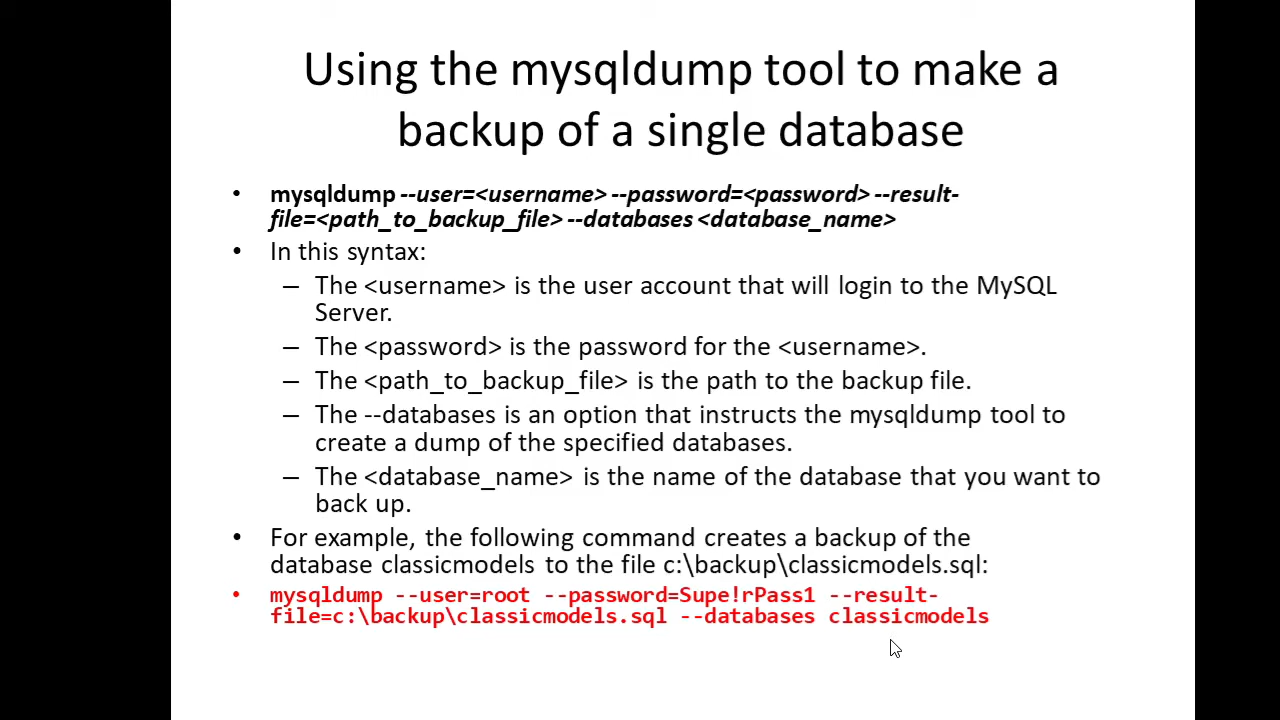 Using the mysqldump tool to make a
backup of a single database
• mysqldump --user=<username> --password=<password> --result-
file=<path_to_backup_file> --databases <database_name>
• In this syntax:
– The <username> is the user account that will login to the MySQL
Server.
– The <password> is the password for the <username>.
– The <path_to_backup_file> is the path to the backup file.
– The --databases is an option that instructs the mysqldump tool to
create a dump of the specified databases.
– The <database_name> is the name of the database that you want to
back up.
• For example, the following command creates a backup of the
database classicmodels to the file c:\backup\classicmodels.sql:
• mysqldump --user=root --password=Supe!rPass1 --result-
file=c:\backup\classicmodels.sql --databases classicmodels